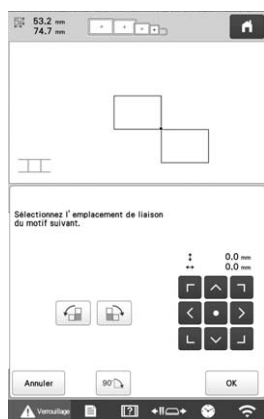 53.2 mm
74.7 mm
Sélectionnez l'emplacement de liaison
du motif suivant.
0.0 mm
0.0 mm
Annuler
90°
OK
Verrouillage